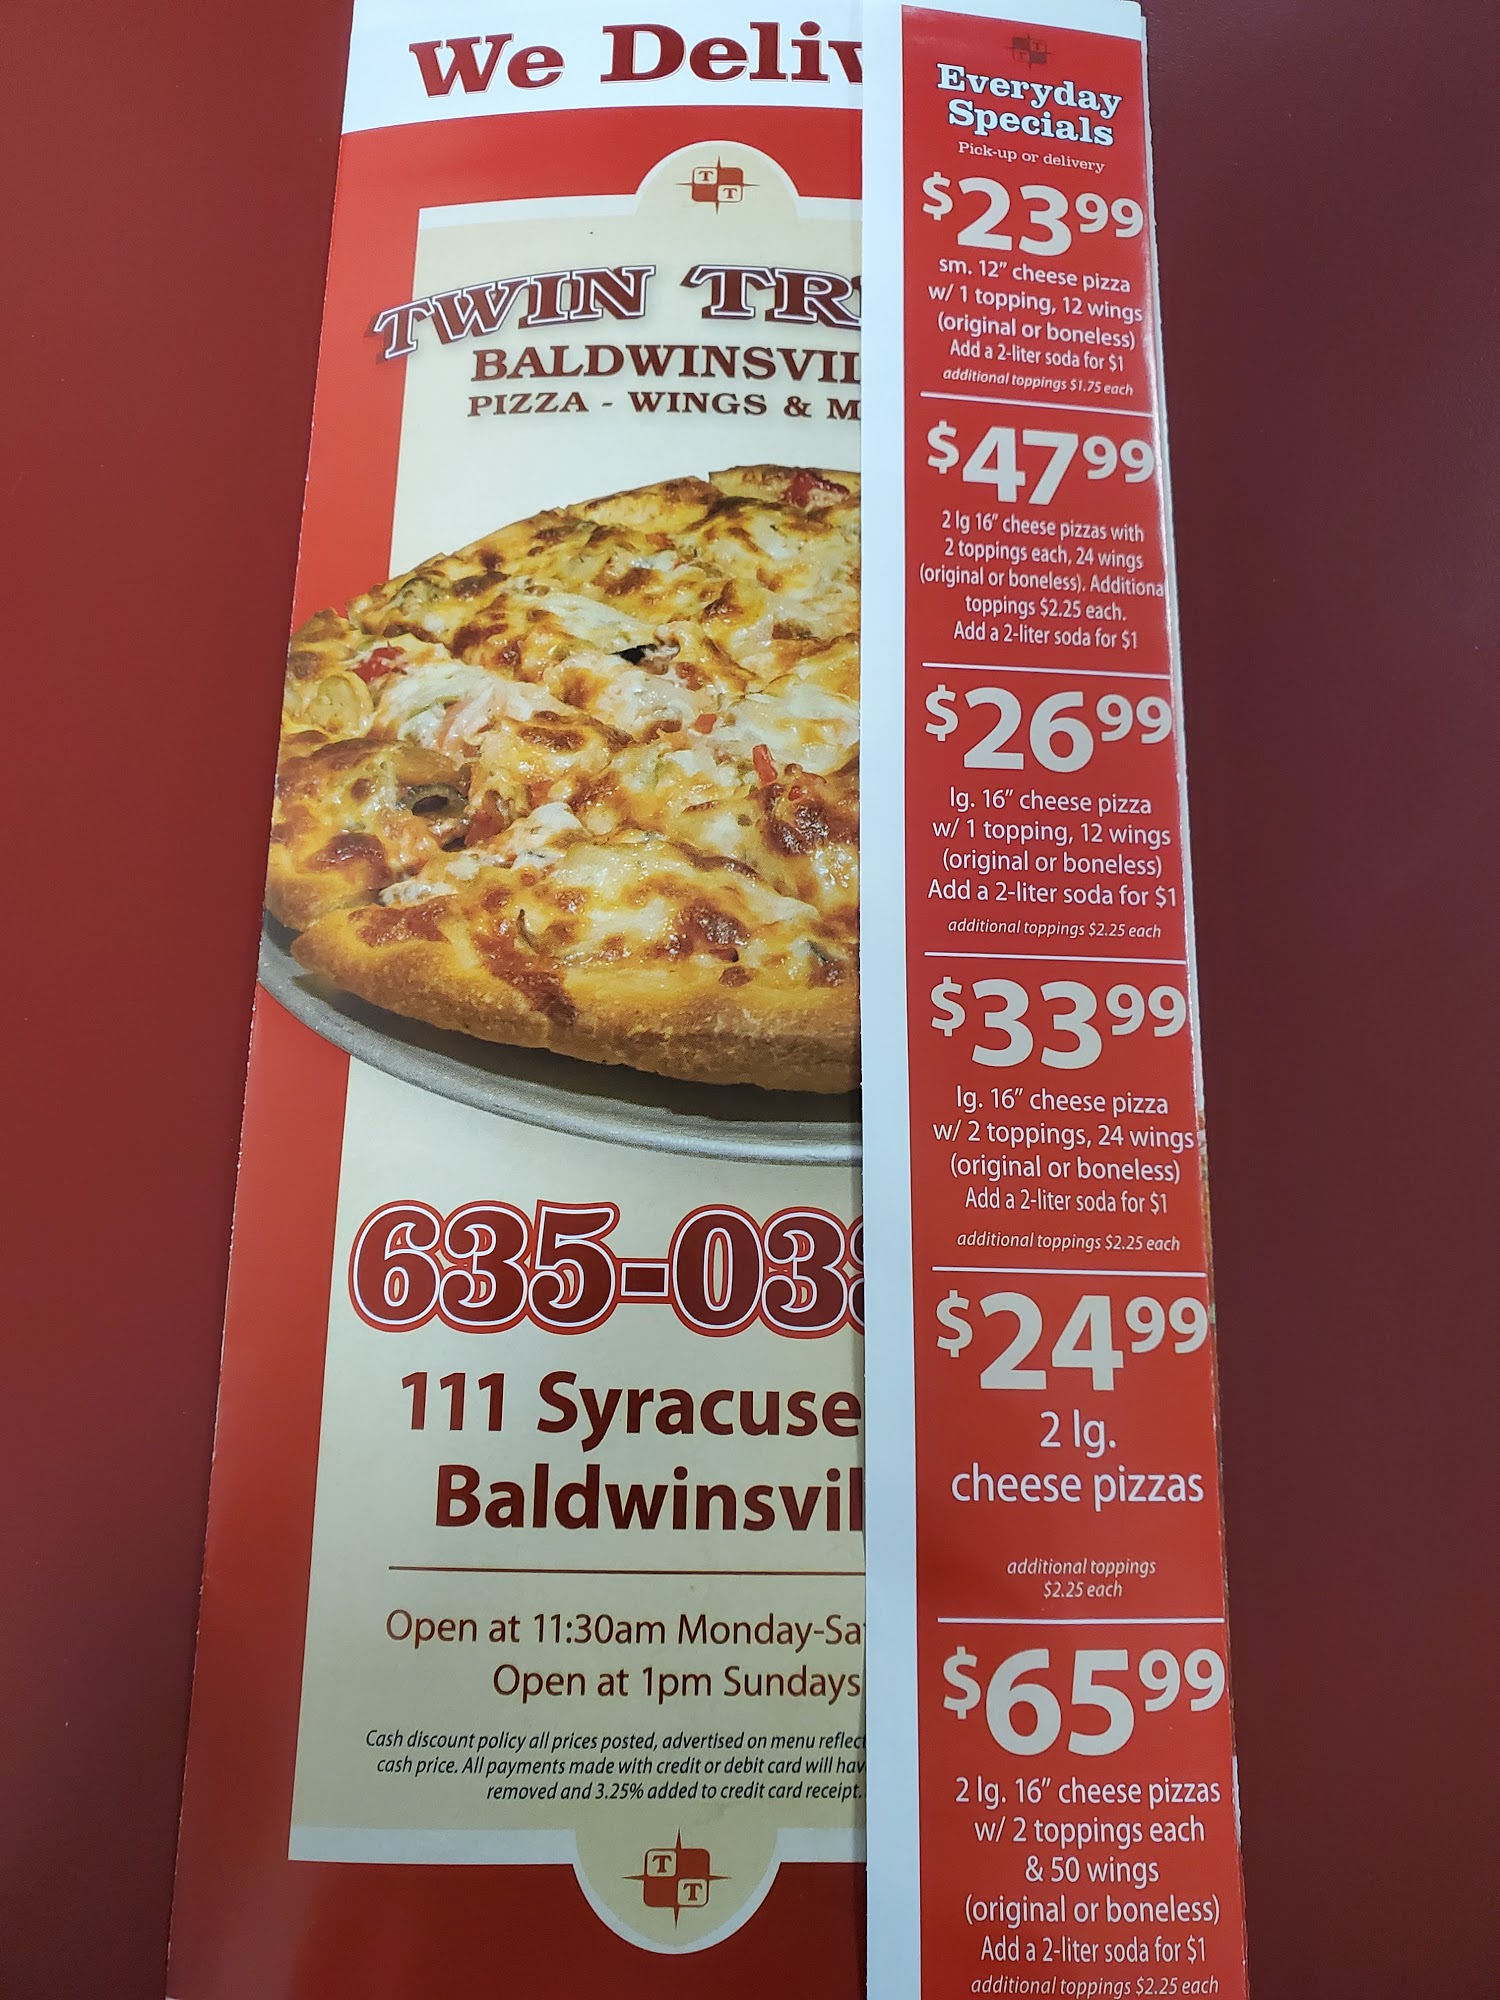 We Deliv
T
T
TWIN TR
BALDWINSVIL
PIZZA - WINGS & M
635-03
111 Syracuse
Baldwinsvil
Open at 11:30am Monday-Sa
Open at 1pm Sundays
Cash discount policy all prices posted, advertised on menu reflect
cash price. All payments made with credit or debit card will hav
removed and 3.25% added to credit card receipt.
T
T
T
T
Everyday
Specials
Pick-up or delivery
$23 99
sm. 12" cheese pizza
w/ 1 topping, 12 wings
(original or boneless)
Add a 2-liter soda for $1
additional toppings $1.75 each
$47 99
2 lg 16" cheese pizzas with
2 toppings each, 24 wings
(original or boneless). Additiona
toppings $2.25 each.
Add a 2-liter soda for $1
$26 99
lg. 16" cheese pizza
w/ 1 topping, 12 wings
(original or boneless)
Add a 2-liter soda for $1
additional toppings $2.25 each
$33 99
lg. 16" cheese pizza
w/ 2 toppings, 24 wings
(original or boneless)
Add a 2-liter soda for $1
additional toppings $2.25 each
$24 99
2 lg.
cheese pizzas
additional toppings
$2.25 each
$65 99
2 lg. 16" cheese pizzas
w/ 2 toppings each
& 50 wings
(original or boneless)
Add a 2-liter soda for $1
additional toppings $2.25 each